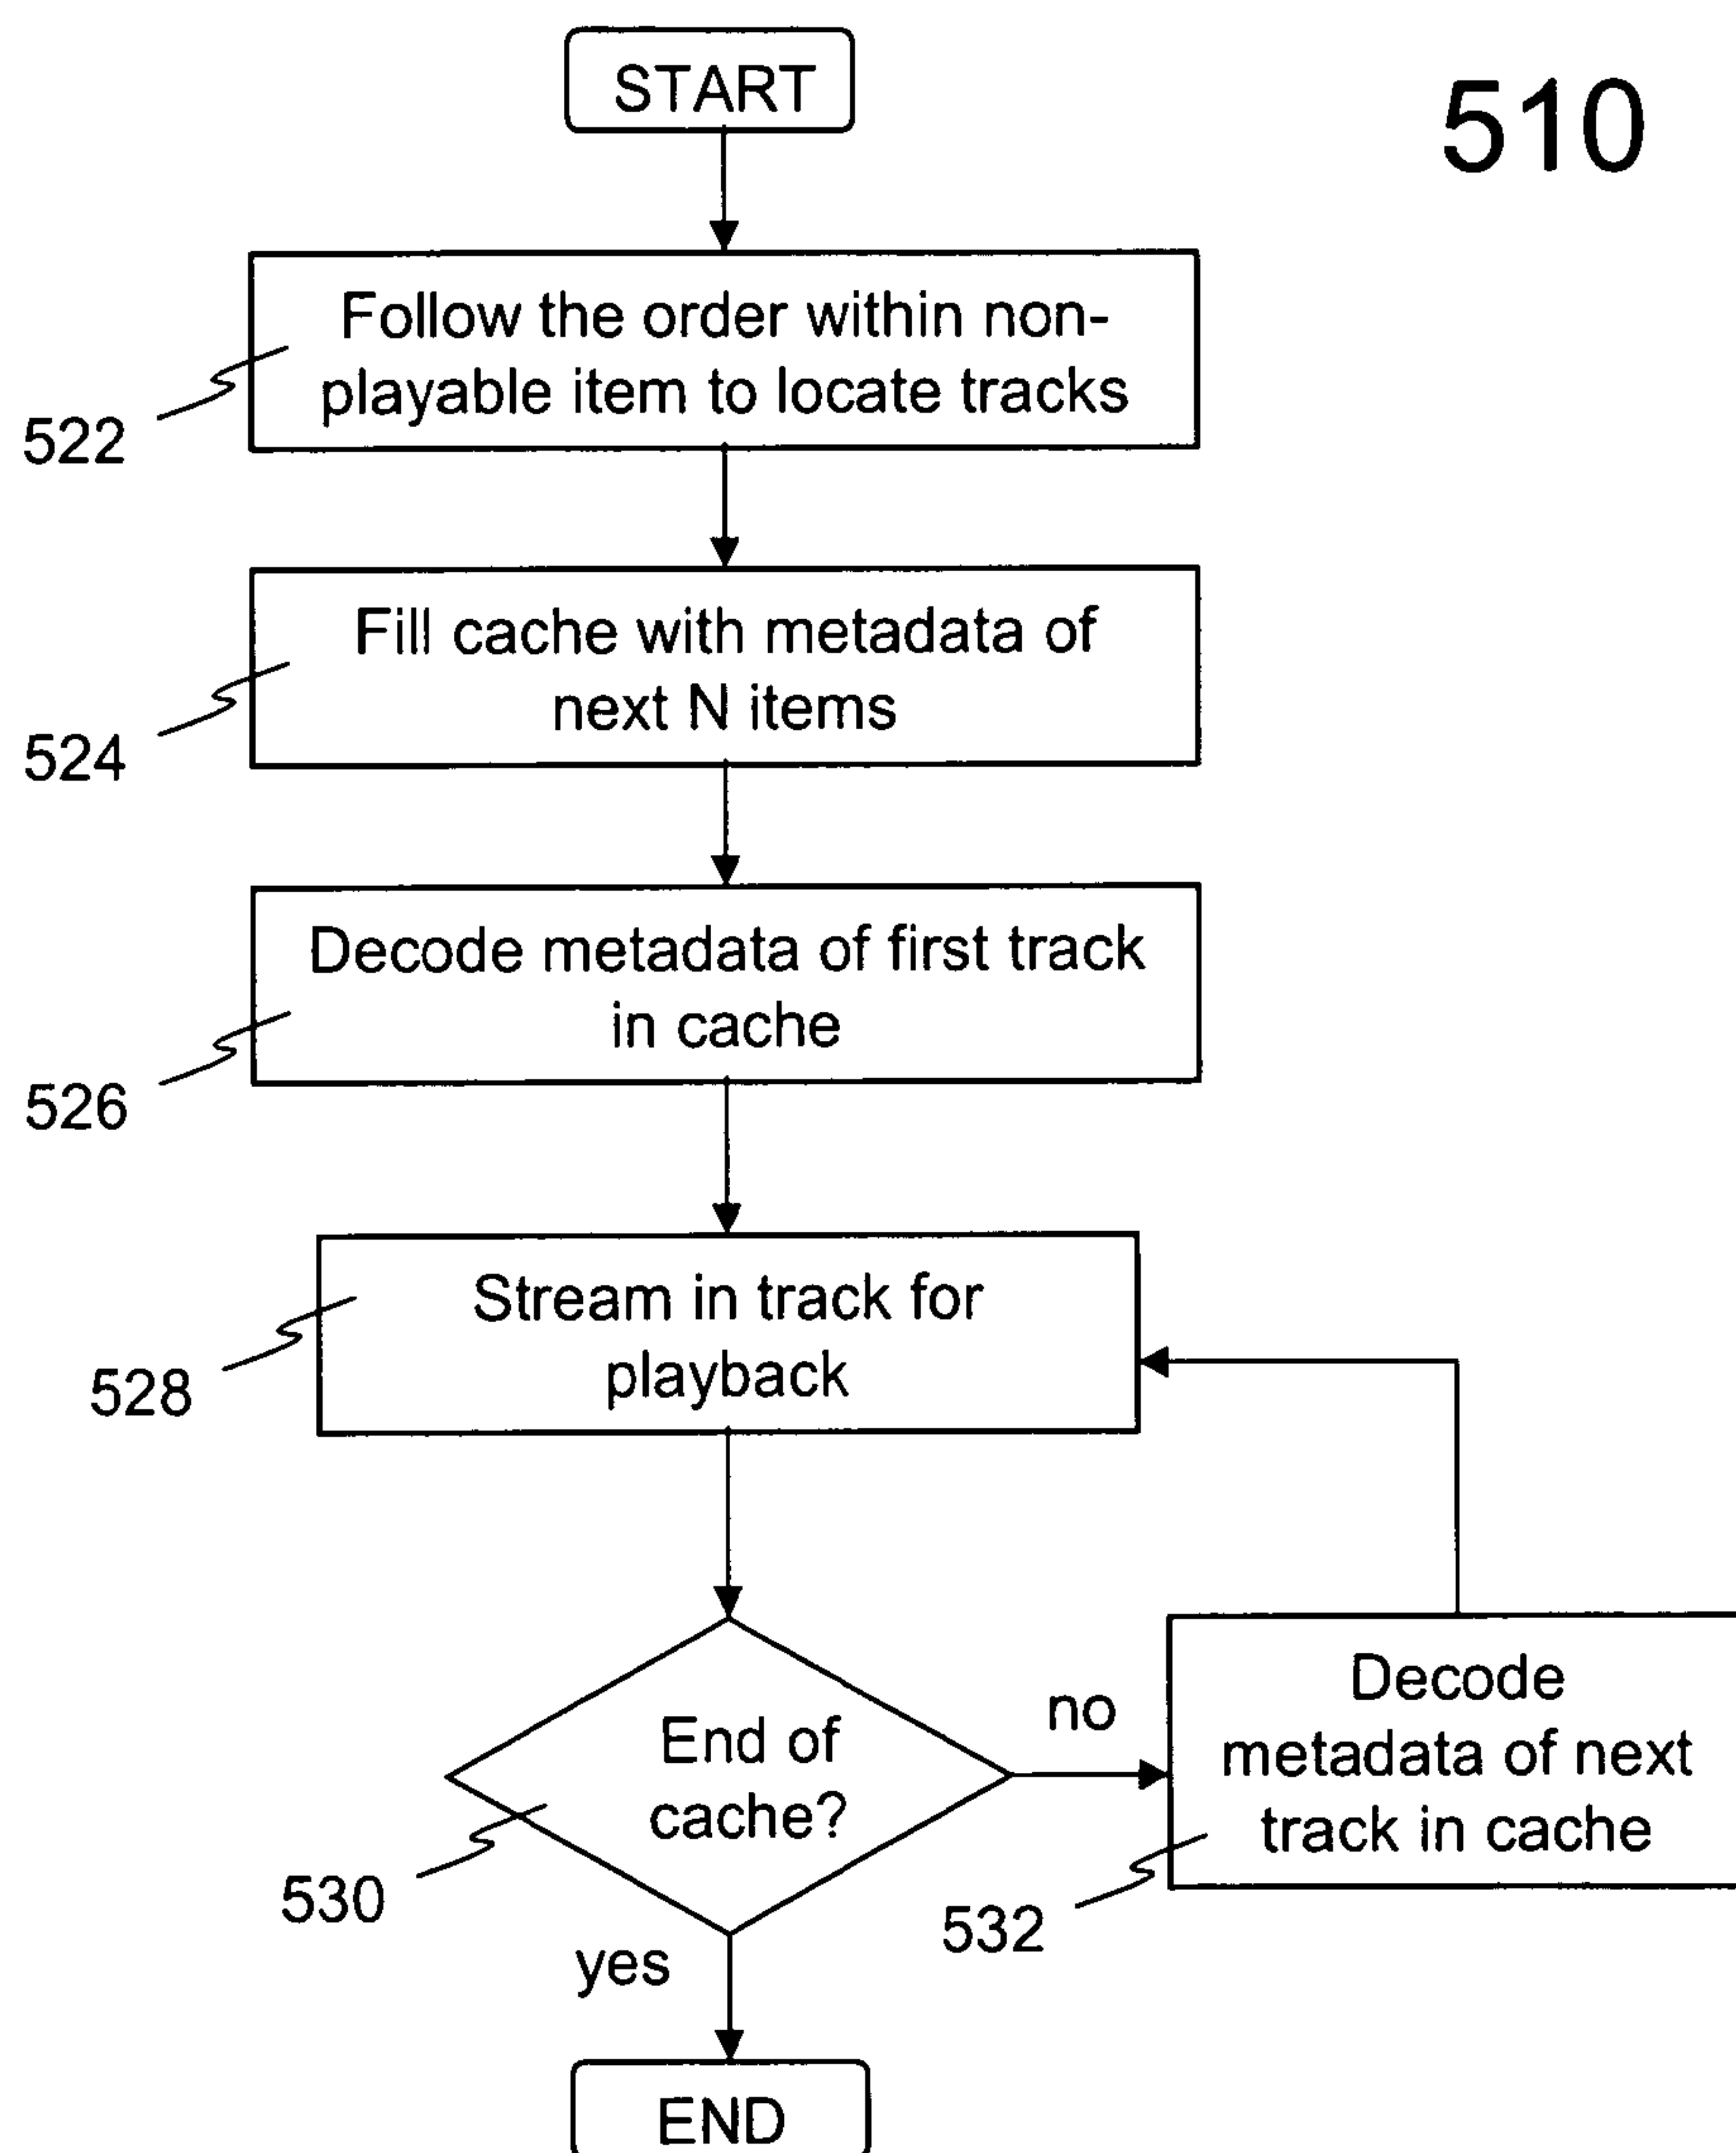 START
510
Follow the order within non-
playable item to locate tracks
522
Fill cache with metadata of
next N items
524
Decode metadata of first track
in cache
526
Stream in track for
playback
528
End of
cache?
530
no
Decode
metadata of next
track in cache
532
yes
END